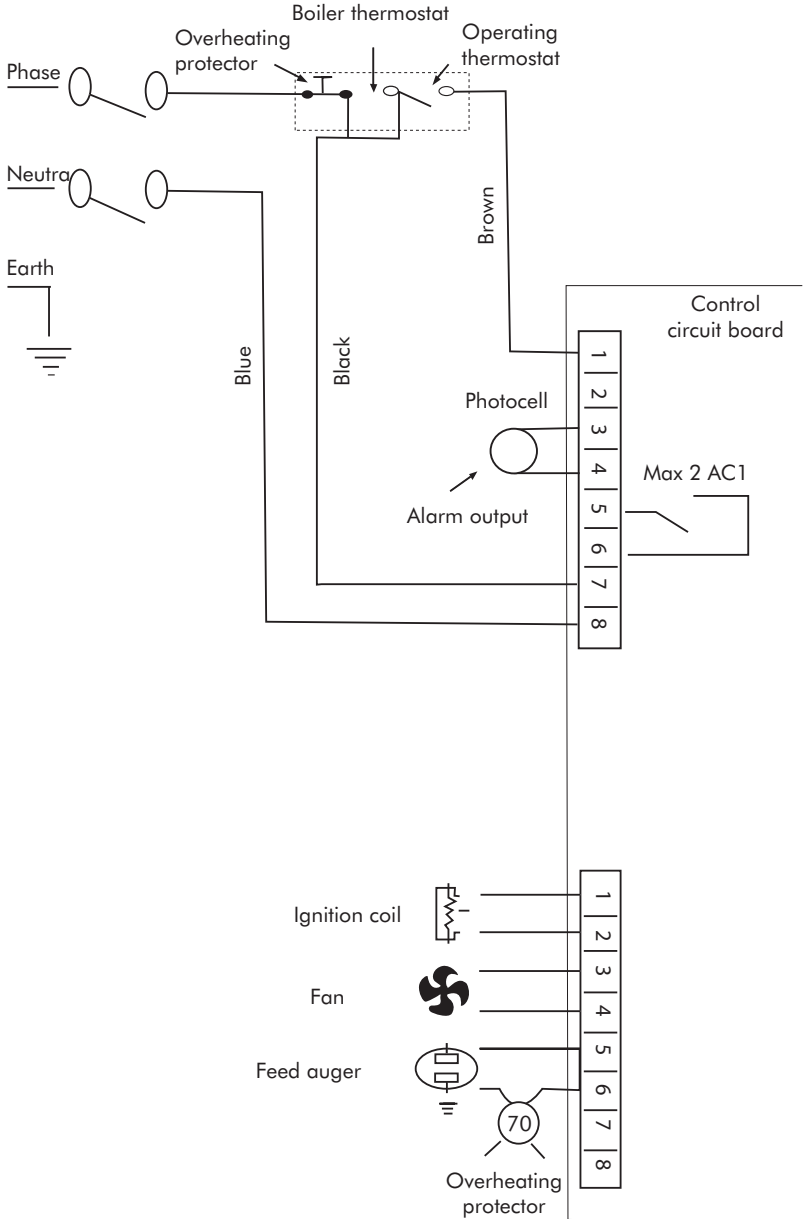 Boiler thermostat
Overheating
protector
Operating
thermostat
Phase
Neutra
Earth
Brown
Blue
Black
Control
circuit board
Photocell
Alarm output
Max 2 AC1
1
2
3
4
5
6
7
8
Ignition coil
Fan
Feed auger
70
Overheating
protector
1
2
3
4
5
6
7
8